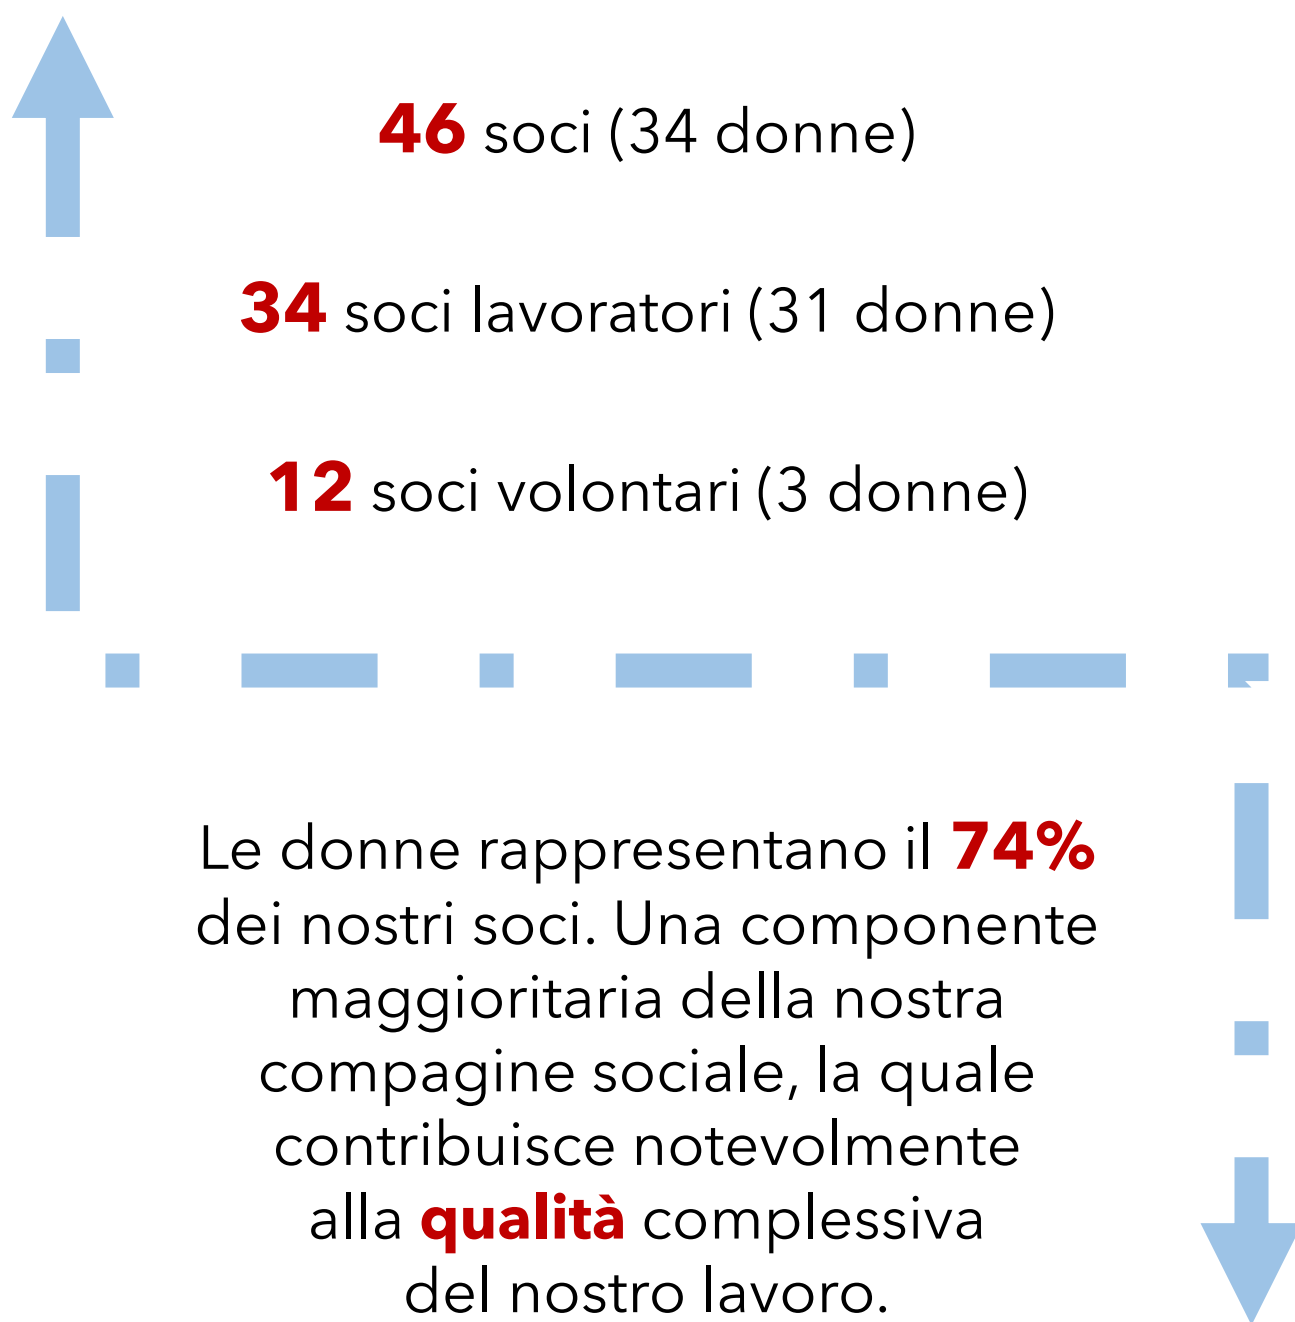 46 soci (34 donne)
34 soci lavoratori (31 donne)
12 soci volontari (3 donne)
Le donne rappresentano il 74%
dei nostri soci. Una componente
maggioritaria della nostra
compagine sociale, la quale
contribuisce notevolmente
alla qualità complessiva
del nostro lavoro.